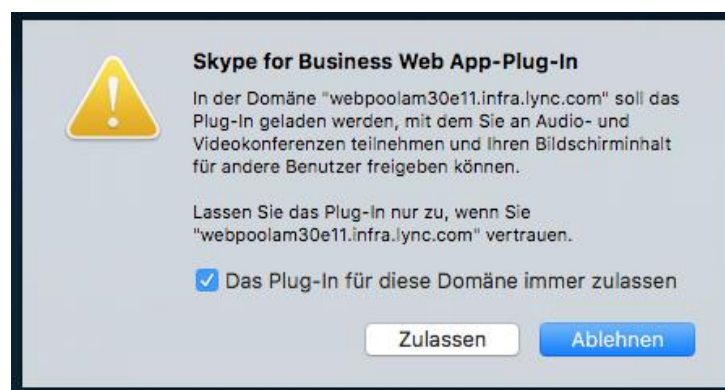 Skype for Business Web App-Plug-In
In der Domäne "webpoolam30e11.infra.lync.com" soll das
Plug-In geladen werden, mit dem Sie an Audio- und
Videokonferenzen teilnehmen und Ihren Bildschirminhalt
für andere Benutzer freigeben können.
Lassen Sie das Plug-In nur zu, wenn Sie
"webpoolam30e11.infra.lync.com" vertrauen.
Das Plug-In für diese Domäne immer zulassen
Zulassen
Ablehnen